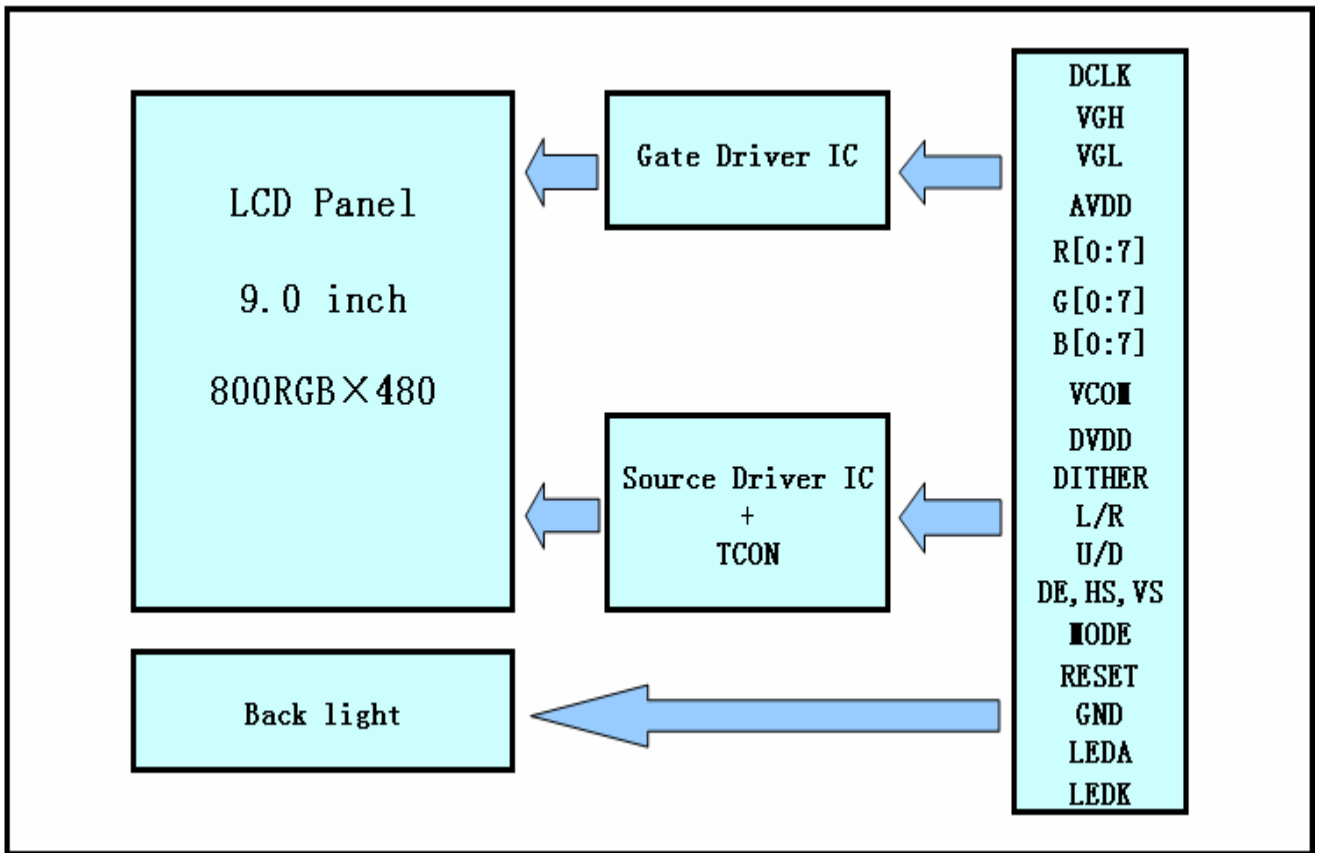 LCD Panel
9.0 inch
800RGB×480
Back light
Gate Driver IC
Source Driver IC
+
TCON
DCLK
VGH
VGL
AVDD
R[0:7]
G[0:7]
B[0:7]
VCOM
DVDD
DITHER
L/R
U/D
DE,HS,VS
MODE
RESET
GND
LEDA
LEDK